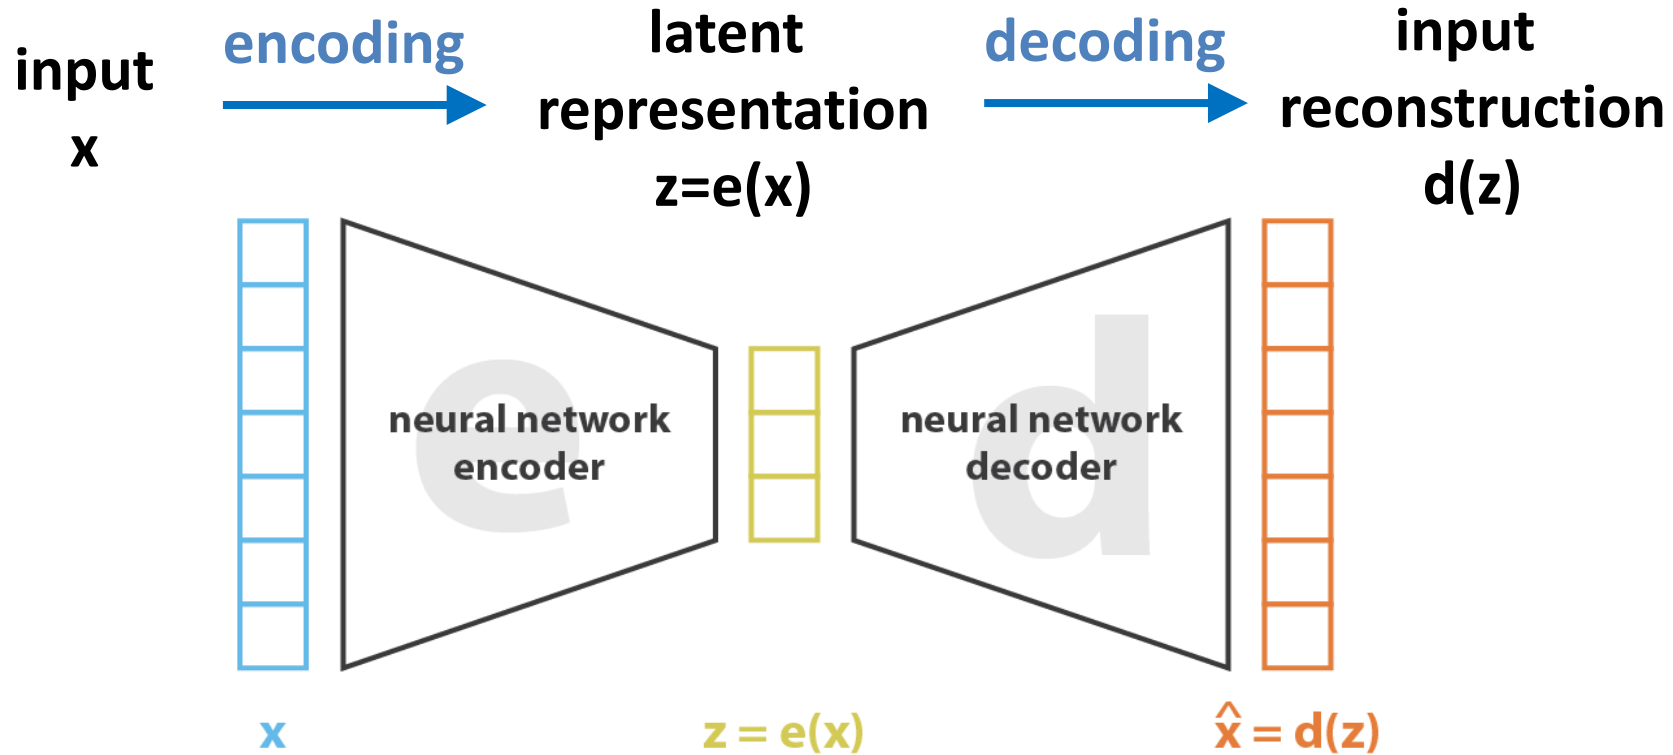 input
x
encoding
latent
representation
z=e(x)
decoding
input
reconstruction
d(z)
e
neural network
encoder
d
neural network
decoder
x
z = e(x)
x̂ = d(z)